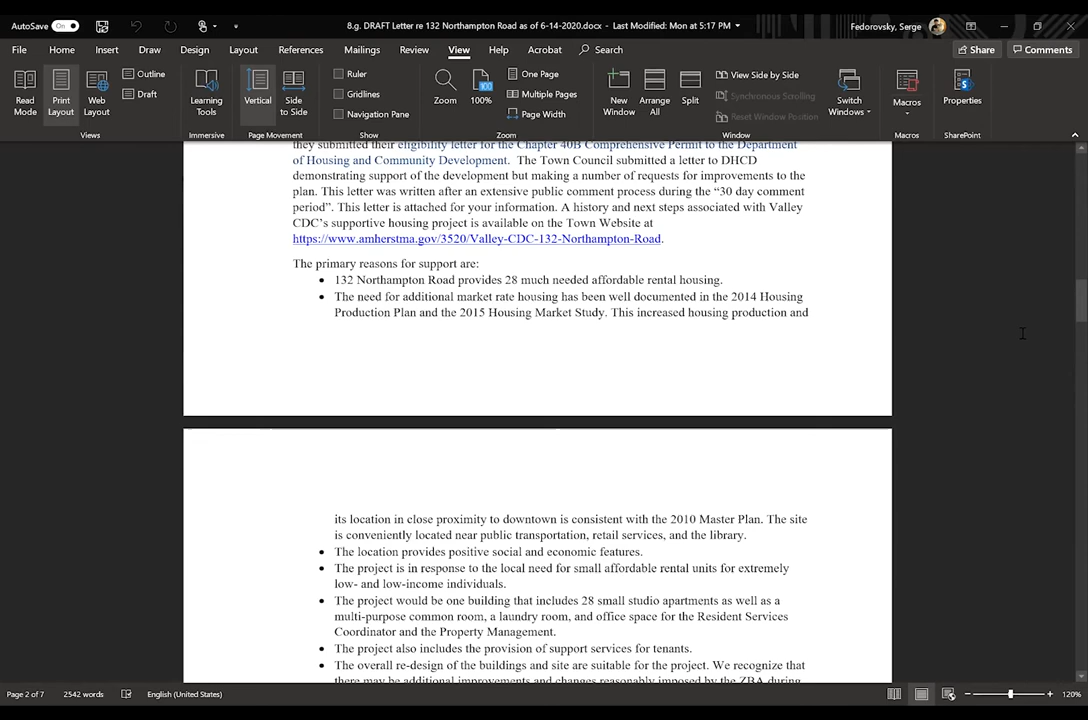 AutoSave On
8.g. DRAFT Letter re 132 Northampton Road as of 6-14-2020.docx - Last Modified: Mon at 5:17 PM
Fedorovsky, Serge
File Home Insert Draw Design Layout References Mailings Review View Help Acrobat Search
Share Comments
Read Mode
Print Layout
Web Layout
Outline
Draft
Views
Learning Tools
Immersive
Vertical
Side to Side
Page Movement
Ruler
Gridlines
Navigation Pane
Show
Zoom
100
100%
One Page
Multiple Pages
Page Width
Zoom
New Window
Arrange All
Split
View Side by Side
Synchronous Scrolling
Reset Window Position
Window
Switch Windows
Macros
Macros
Properties
SharePoint
they submitted their eligibility letter for the Chapter 40B Comprehensive Permit to the Department
of Housing and Community Development. The Town Council submitted a letter to DHCD
demonstrating support of the development but making a number of requests for improvements to the
plan. This letter was written after an extensive public comment process during the “30 day comment
period”. This letter is attached for your information. A history and next steps associated with Valley
CDC’s supportive housing project is available on the Town Website at
https://www.amherstma.gov/3520/Valley-CDC-132-Northampton-Road.
The primary reasons for support are:
• 132 Northampton Road provides 28 much needed affordable rental housing.
• The need for additional market rate housing has been well documented in the 2014 Housing
Production Plan and the 2015 Housing Market Study. This increased housing production and
its location in close proximity to downtown is consistent with the 2010 Master Plan. The site
is conveniently located near public transportation, retail services, and the library.
• The location provides positive social and economic features.
• The project is in response to the local need for small affordable rental units for extremely
low- and low-income individuals.
• The project would be one building that includes 28 small studio apartments as well as a
multi-purpose common room, a laundry room, and office space for the Resident Services
Coordinator and the Property Management.
• The project also includes the provision of support services for tenants.
• The overall re-design of the buildings and site are suitable for the project. We recognize that
there may be additional improvements and changes reasonably imposed by the ZBA during
Page 2 of 7 2542 words English (United States) 120%